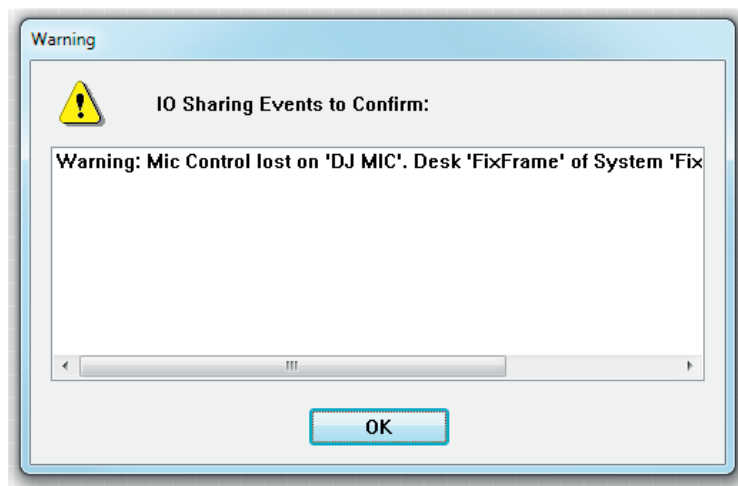 Warning
IO Sharing Events to Confirm:
Warning: Mic Control lost on 'DJ MIC'. Desk 'FixFrame' of System 'Fix
OK